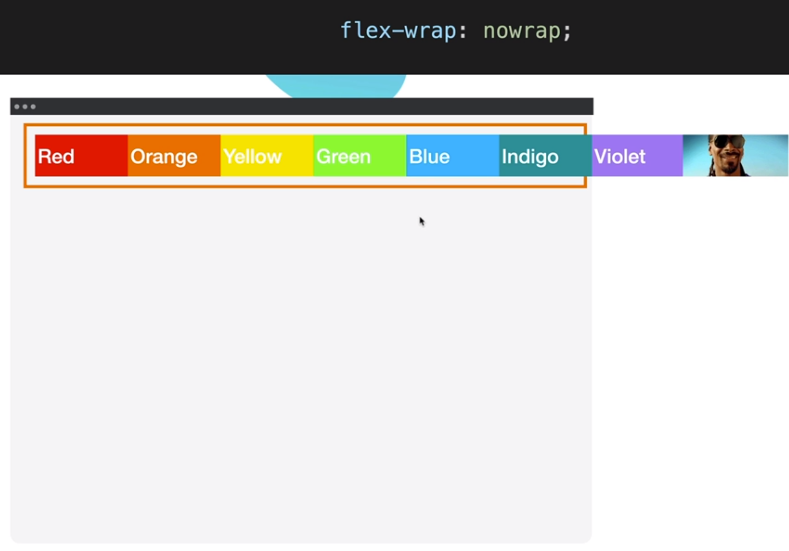 flex-wrap: nowrap;
Red Orange Yellow Green Blue Indigo Violet